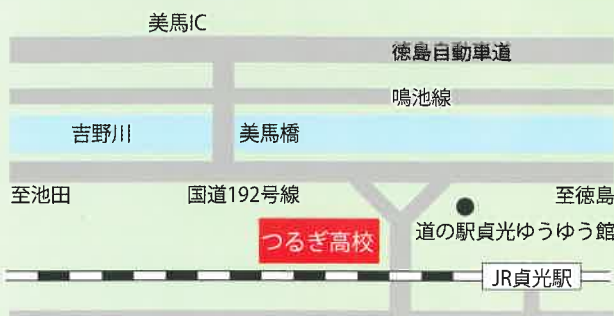 美馬IC
徳島自動車道
鳴池線
吉野川
美馬橋
至池田
国道192号線
至徳島
つるぎ高校
道の駅貞光ゆうゆう館
JR貞光駅